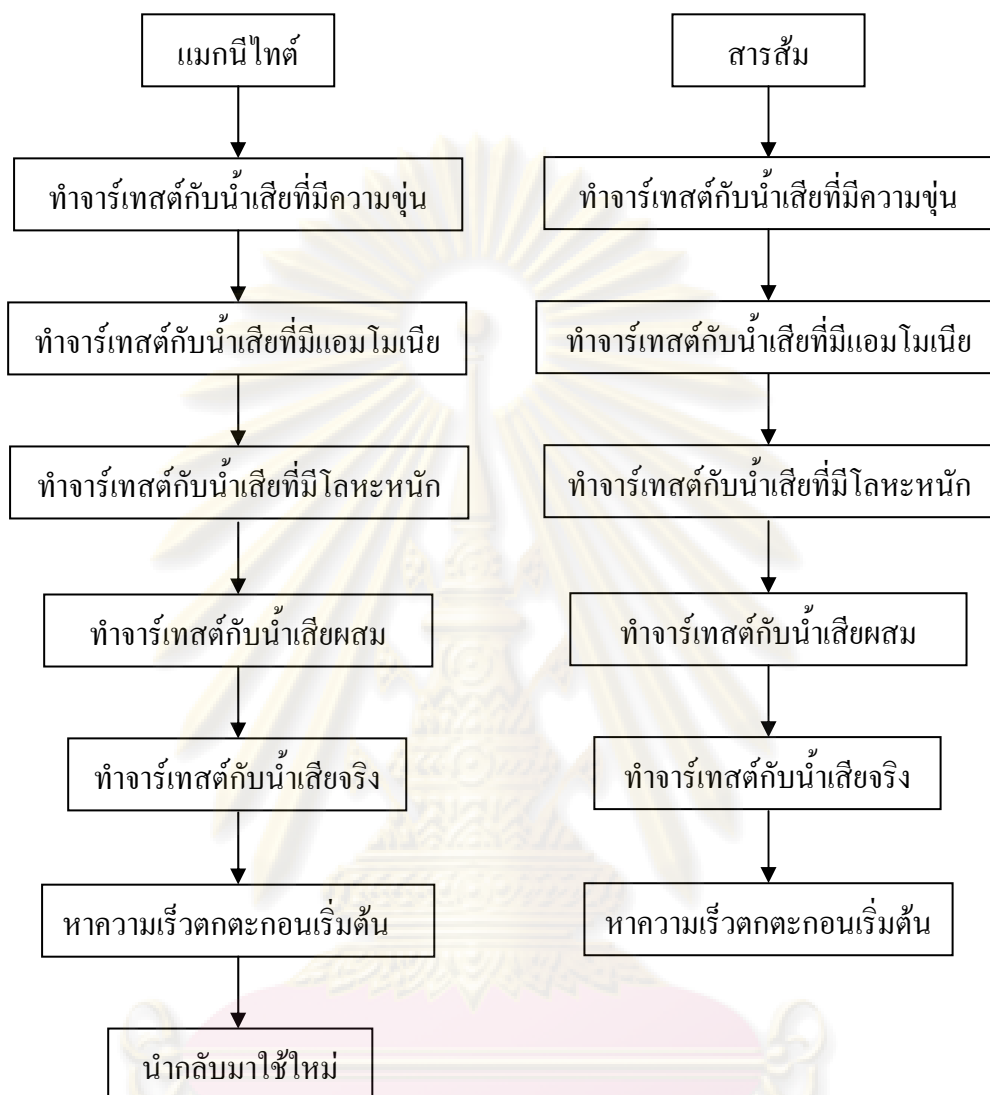 แมกนีไทต์
ทำจาร์เทสต์กับน้ำเสียที่มีความขุ่น
ทำจาร์เทสต์กับน้ำเสียที่มีแอมโมเนีย
ทำจาร์เทสต์กับน้ำเสียที่มีโลหะหนัก
ทำจาร์เทสต์กับน้ำเสียผสม
ทำจาร์เทสต์กับน้ำเสียจริง
หาความเร็วตกตะกอนเริ่มต้น
นำกลับมาใช้ใหม่
สารส้ม
ทำจาร์เทสต์กับน้ำเสียที่มีความขุ่น
ทำจาร์เทสต์กับน้ำเสียที่มีแอมโมเนีย
ทำจาร์เทสต์กับน้ำเสียที่มีโลหะหนัก
ทำจาร์เทสต์กับน้ำเสียผสม
ทำจาร์เทสต์กับน้ำเสียจริง
หาความเร็วตกตะกอนเริ่มต้น